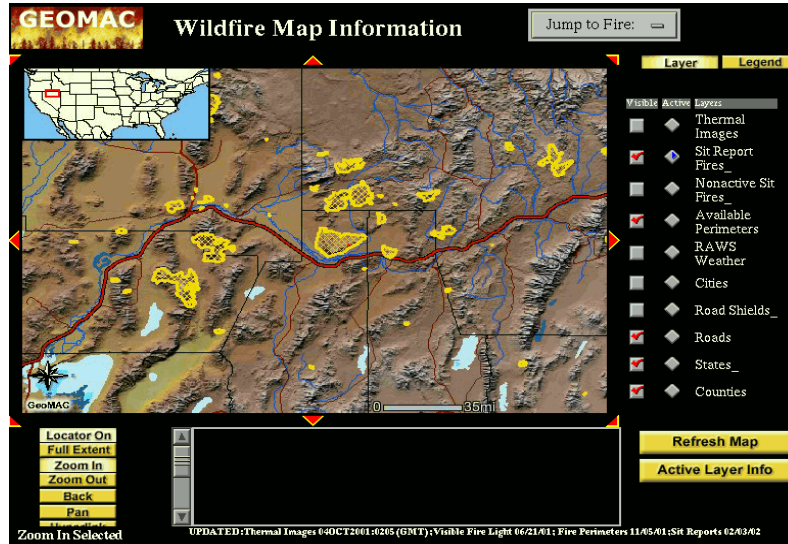 GEOMAC
Wildfire Map Information
Jump to Fire:
Layer Legend
Visible Active Layers
Thermal
Images
Sit Report
Fires_
Nonactive Sit
Fires_
Available
Perimeters
RAWS
Weather
Cities
Road Shields_
Roads
States_
Counties
GeoMAC
0 35mi
Locator On
Full Extent
Zoom In
Zoom Out
Back
Pan
Zoom In Selected
Refresh Map
Active Layer Info
UPDATED:Thermal Images 04OCT2001:0205 (GMT);Visible Fire Light 06/21/01; Fire Perimeters 11/05/01;Sit Reports 02/03/02